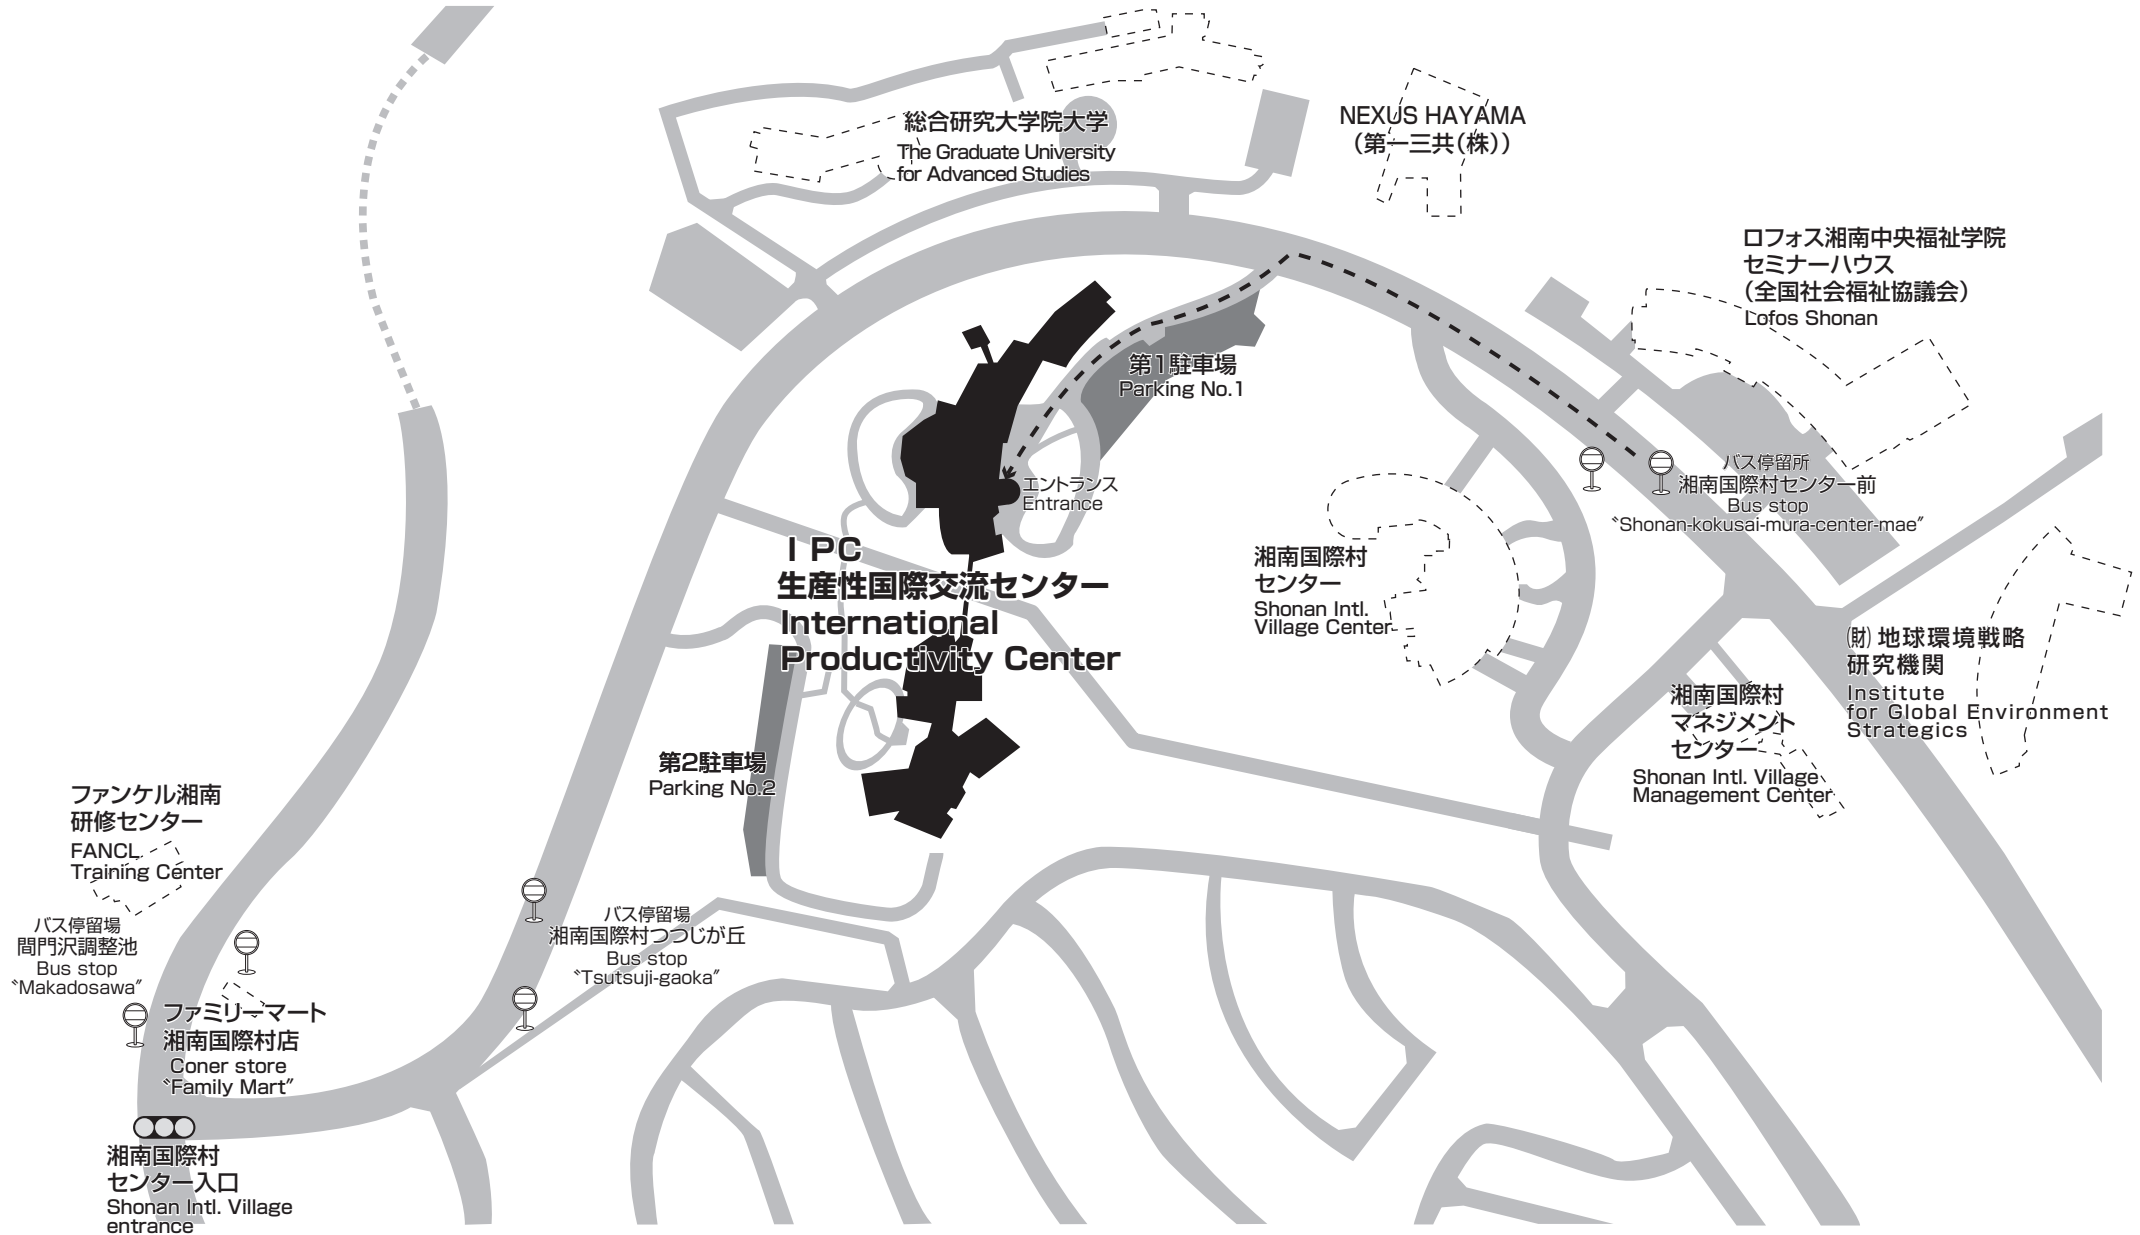 総合研究大学院大学
The Graduate University
for Advanced Studies
NEXUS HAYAMA
（第一三共（株））
ロフォス湘南中央福祉学院
セミナーハウス
（全国社会福祉協議会）
Lofos Shonan
第1駐車場
Parking No.1
エントランス
Entrance
バス停留所
湘南国際村センター前
Bus stop
〝Shonan-kokusai-mura-center-mae〞
I PC
生産性国際交流センター
International
Productivity Center
湘南国際村
センター
Shonan Intl.
Village Center
㈶ 地球環境戦略
研究機関
Institute
for Global Environment
Strategics
湘南国際村
マネジメント
センター
Shonan Intl. Village
Management Center
第2駐車場
Parking No.2
ファンケル湘南
研修センター
FANCL
Training Center
バス停留場
間門沢調整池
Bus stop
〝Makadosawa〞
バス停留場
湘南国際村つつじが丘
Bus stop
〝Tsutsuji-gaoka〞
ファミリーマート
湘南国際村店
Coner store
〝Family Mart〞
湘南国際村
センター入口
Shonan Intl. Village
entrance